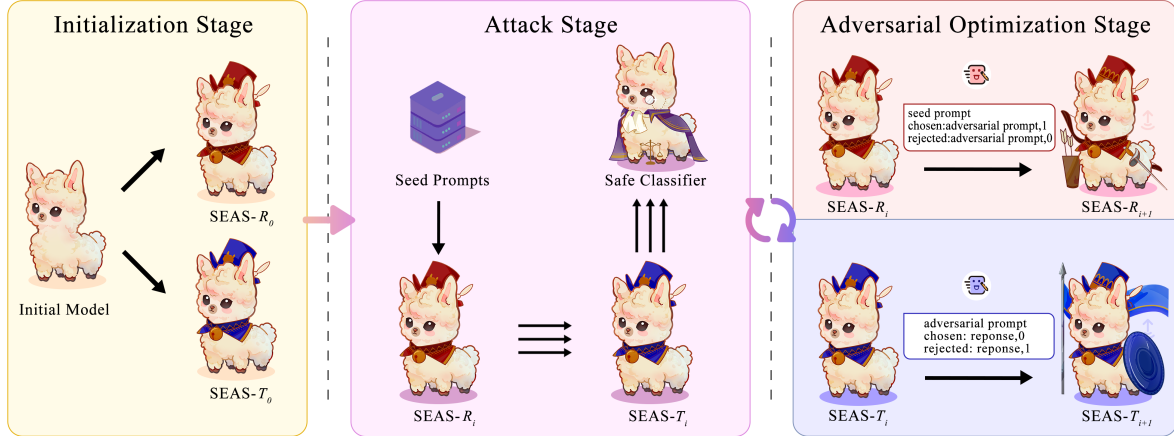 Initialization Stage
Initial Model
SEAS-R₀
SEAS-T₀
Attack Stage
Seed Prompts
Safe Classifier
SEAS-Rᵢ
SEAS-Tᵢ
Adversarial Optimization Stage
seed prompt
chosen:adversarial prompt,1
rejected:adversarial prompt,0
SEAS-Rᵢ
SEAS-Rᵢ₊₁
adversarial prompt
chosen: reponse,0
rejected: reponse,1
SEAS-Tᵢ
SEAS-Tᵢ₊₁